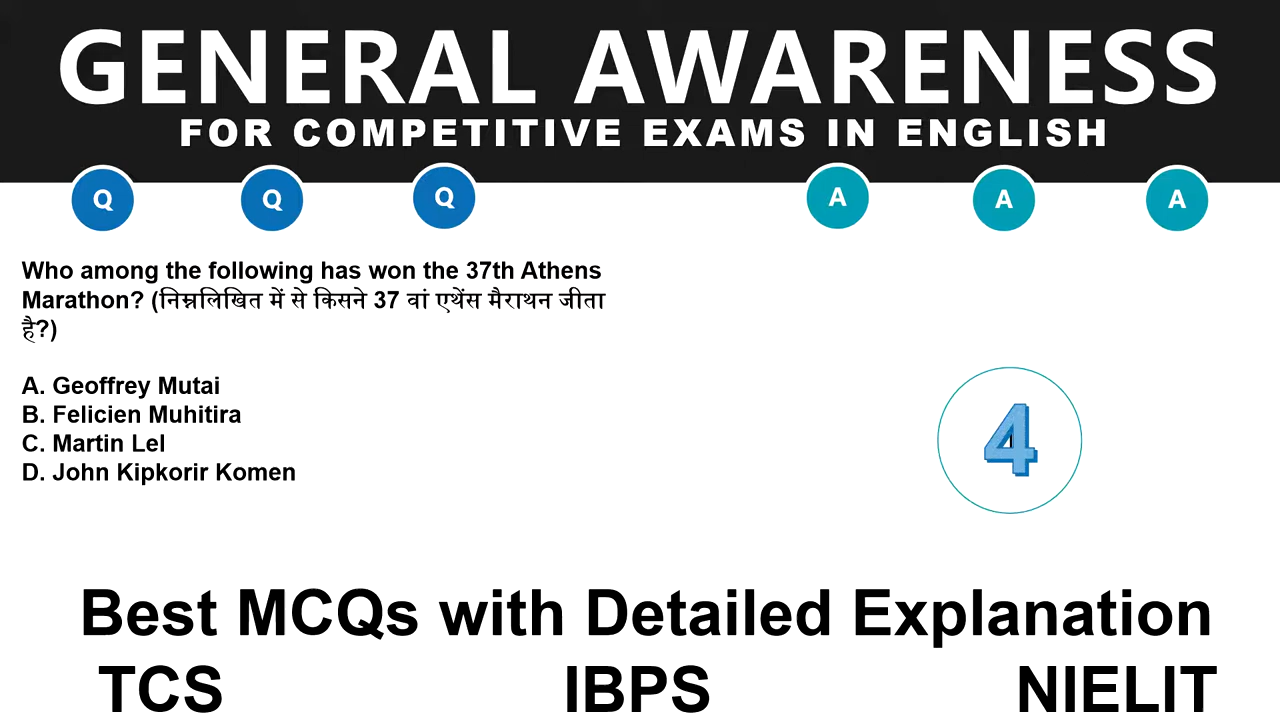 GENERAL AWARENESS
FOR COMPETITIVE EXAMS IN ENGLISH
Q Q Q A A A
Who among the following has won the 37th Athens
Marathon? (निम्नलिखित में से किसने 37 वां एथेंस मैराथन जीता
है?)
A. Geoffrey Mutai
B. Felicien Muhitira
C. Martin Lel
D. John Kipkorir Komen
4
Best MCQs with Detailed Explanation
TCS IBPS NIELIT